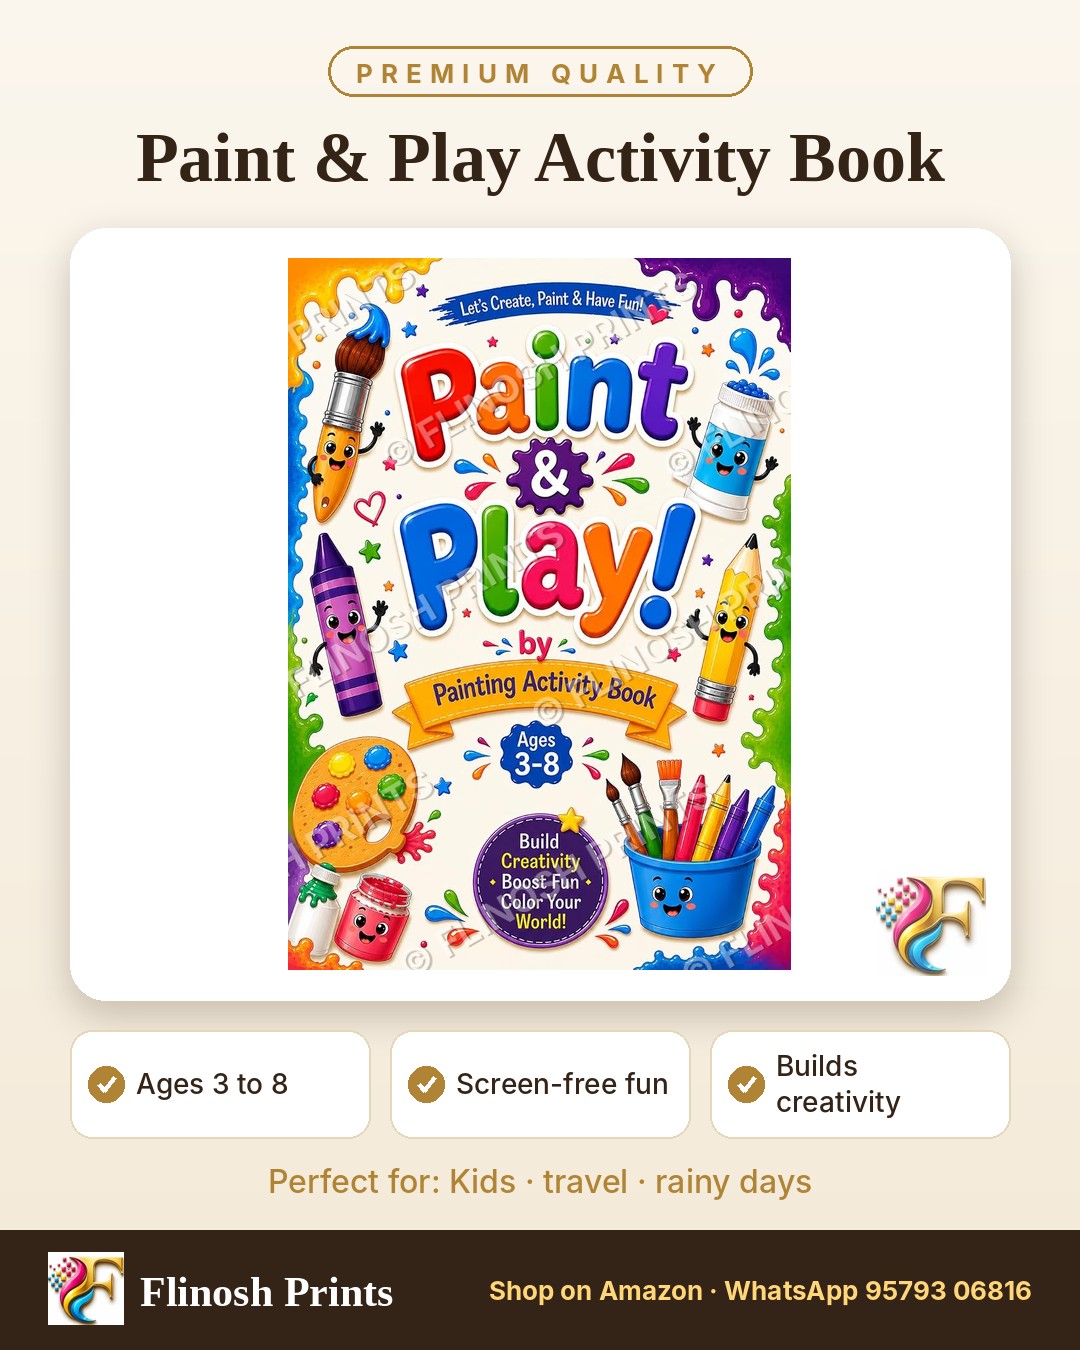 PREMIUM QUALITY
Paint & Play Activity Book
Let's Create, Paint & Have Fun!
Paint
&
Play!
by
Painting Activity Book
Ages
3-8
Build
Creativity
• Boost Fun •
Color Your
World!
© FLINOSH PRINTS
Ages 3 to 8
Screen-free fun
Builds
creativity
Perfect for: Kids · travel · rainy days
Flinosh Prints
Shop on Amazon · WhatsApp 95793 06816